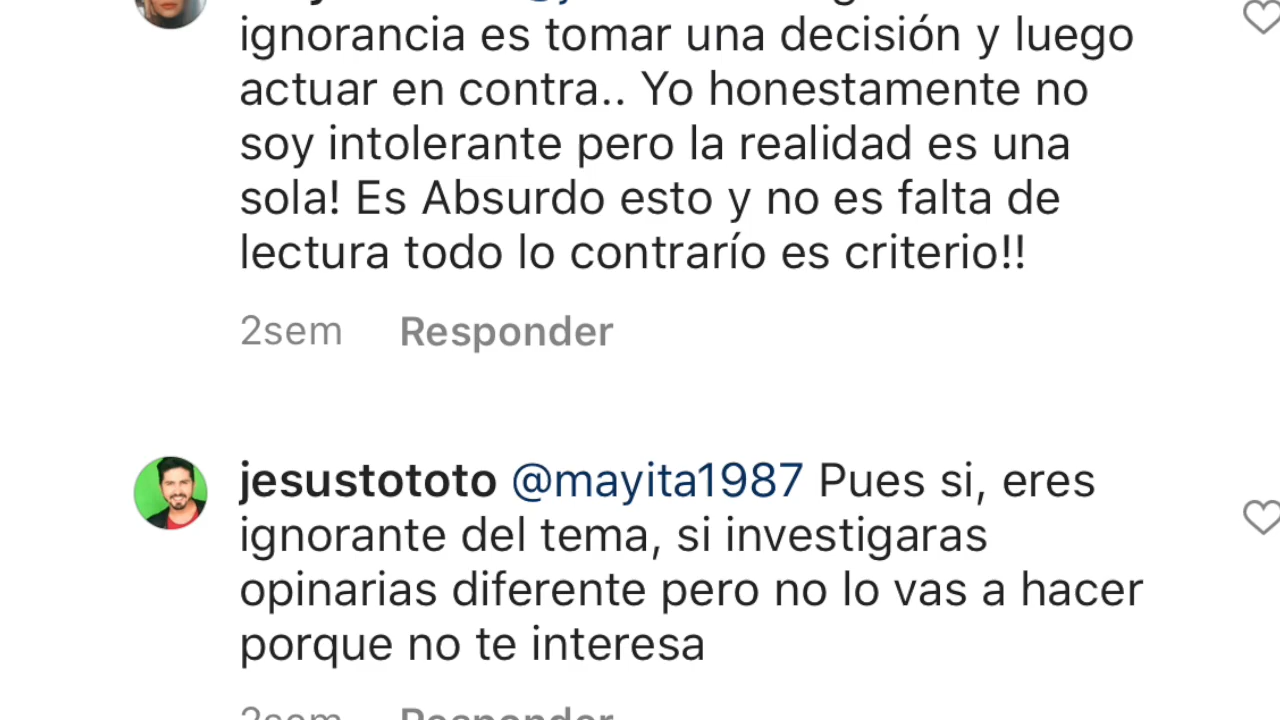 ignorancia es tomar una decisión y luego
actuar en contra.. Yo honestamente no
soy intolerante pero la realidad es una
sola! Es Absurdo esto y no es falta de
lectura todo lo contrarío es criterio!!
2sem Responder
jesustototo @mayita1987 Pues si, eres
ignorante del tema, si investigaras
opinarias diferente pero no lo vas a hacer
porque no te interesa
2sem Responder